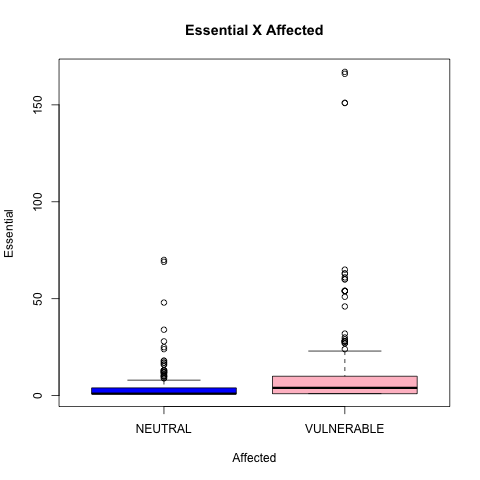 Essential X Affected
150
100
50
0
Essential
NEUTRAL VULNERABLE
Affected